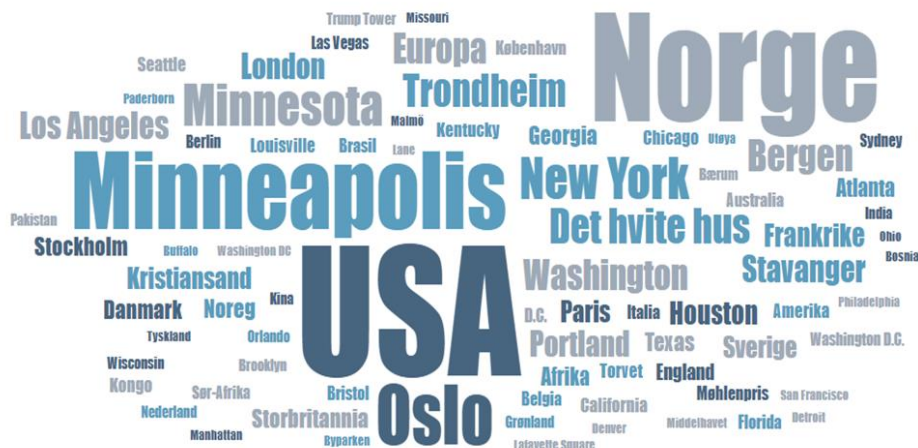 Trump Tower Missouri
Las Vegas Europa København Norge
Seattle London
Paderborn Minnesota Trondheim
Los Angeles Malmö Kentucky Georgia Chicago Utøya Sydney
Berlin Louisville Brasil Lane Bergen
Minneapolis New York Bærum Atlanta
Australia
Pakistan Det hvite hus India
Stockholm Buffalo Washington DC Frankrike Ohio
Bosnia
Kristiansand USA Washington Stavanger
Danmark Noreg Kina D.C. Paris Italia Houston Amerika Philadelphia
Tyskland Orlando Portland Texas Sverige Washington D.C.
Wisconsin Brooklyn Afrika Torvet England
Kongo Sør-Afrika Bristol Oslo Belgia California Møhlenpris San Francisco
Nederland Storbritannia Grønland Denver Middelhavet Florida Detroit
Manhattan Byparken Lafayette Square